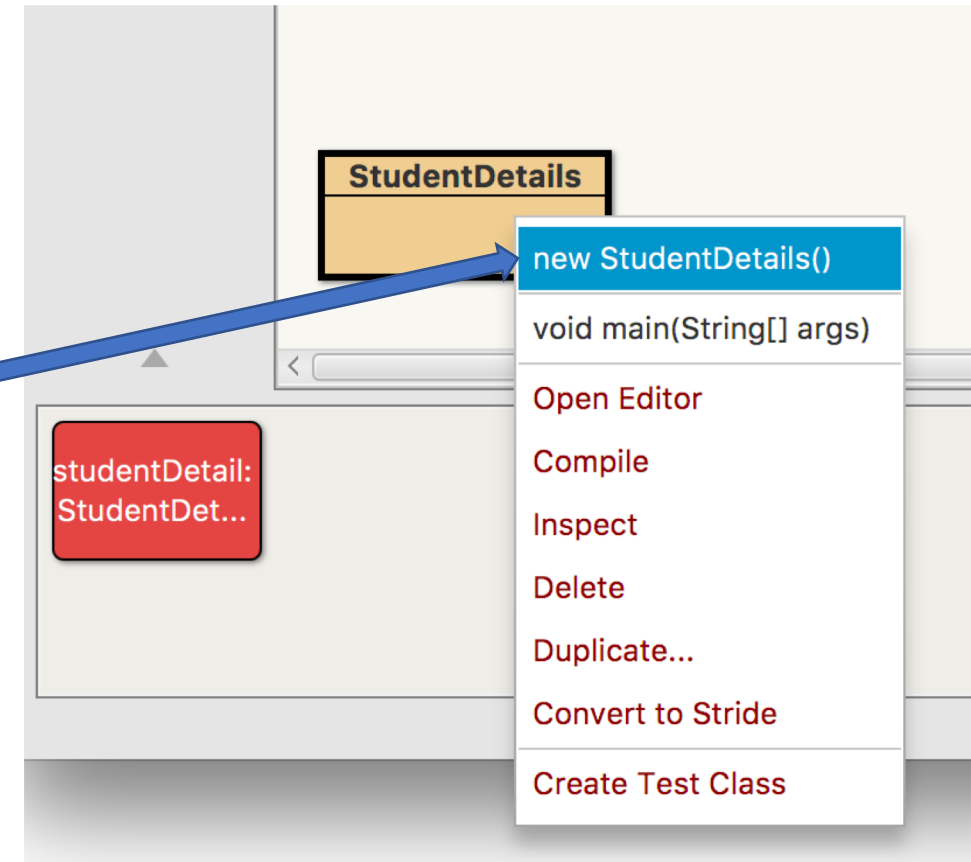 StudentDetails
new StudentDetails()
void main(String[] args)
Open Editor
Compile
Inspect
Delete
Duplicate...
Convert to Stride
Create Test Class
studentDetail:
StudentDet...